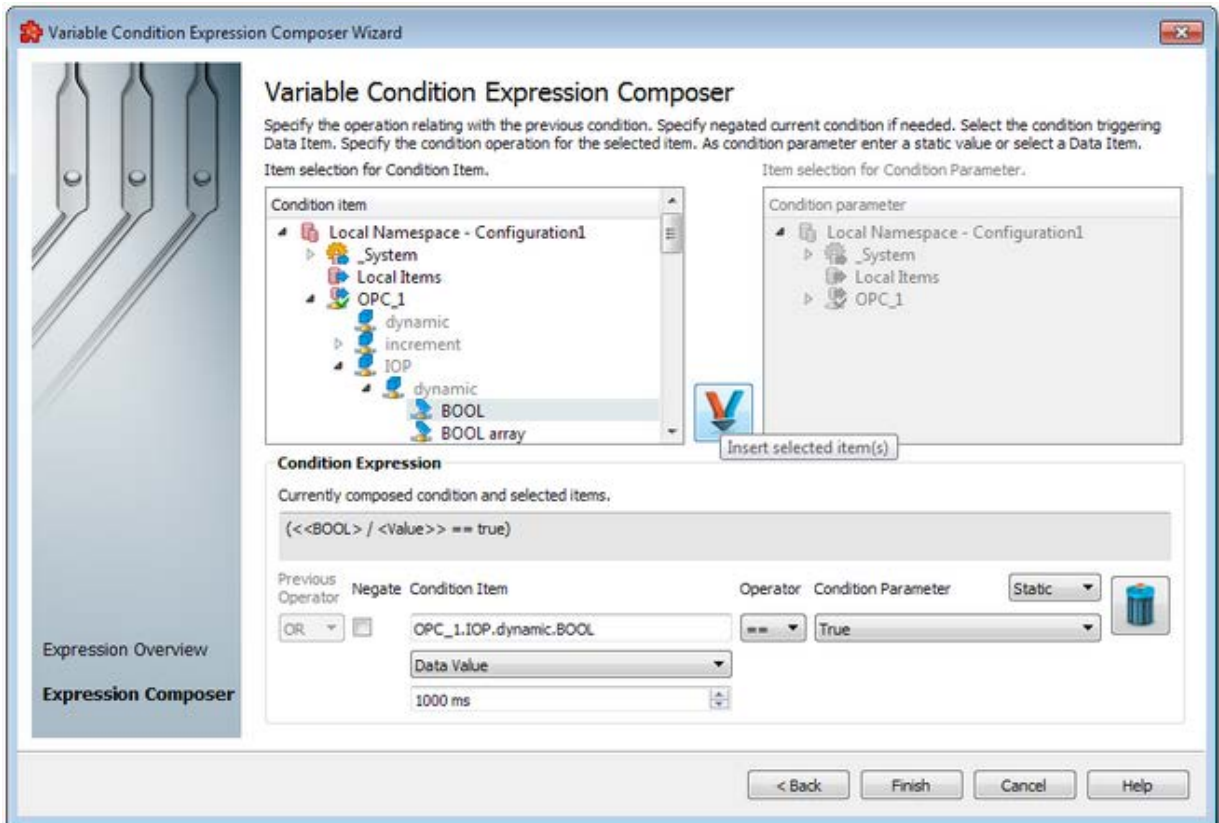 Variable Condition Expression Composer Wizard
Variable Condition Expression Composer
Specify the operation relating with the previous condition. Specify negated current condition if needed. Select the condition triggering
Data Item. Specify the condition operation for the selected item. As condition parameter enter a static value or select a Data Item.
Item selection for Condition Item.
Condition item
Local Namespace - Configuration1
_System
Local Items
OPC_1
dynamic
increment
IOP
dynamic
BOOL
BOOL array
Item selection for Condition Parameter.
Condition parameter
Local Namespace - Configuration1
_System
Local Items
OPC_1
Insert selected item(s)
Condition Expression
Currently composed condition and selected items.
(<<BOOL> / <Value>> == true)
Previous
Operator
Negate
Condition Item
Operator
Condition Parameter
Static
OR
OPC_1.IOP.dynamic.BOOL
==
True
Data Value
1000 ms
Expression Overview
Expression Composer
< Back
Finish
Cancel
Help